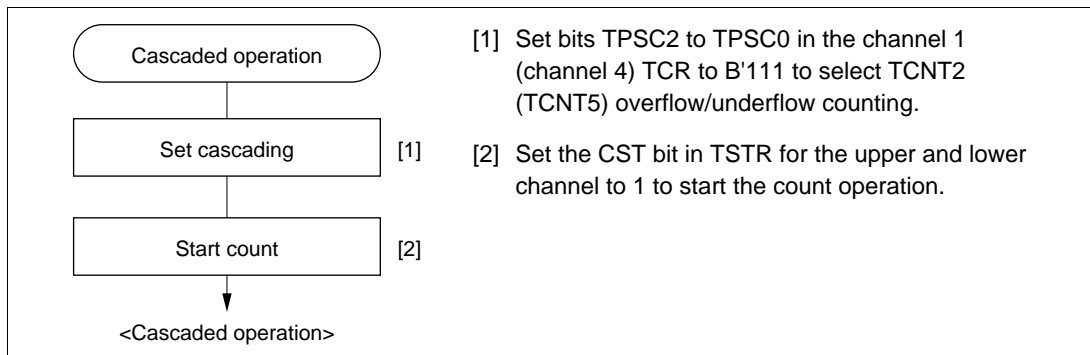 Cascaded operation
Set cascading [1]
Start count [2]
<Cascaded operation>
[1] Set bits TPSC2 to TPSC0 in the channel 1
(channel 4) TCR to B'111 to select TCNT2
(TCNT5) overflow/underflow counting.
[2] Set the CST bit in TSTR for the upper and lower
channel to 1 to start the count operation.